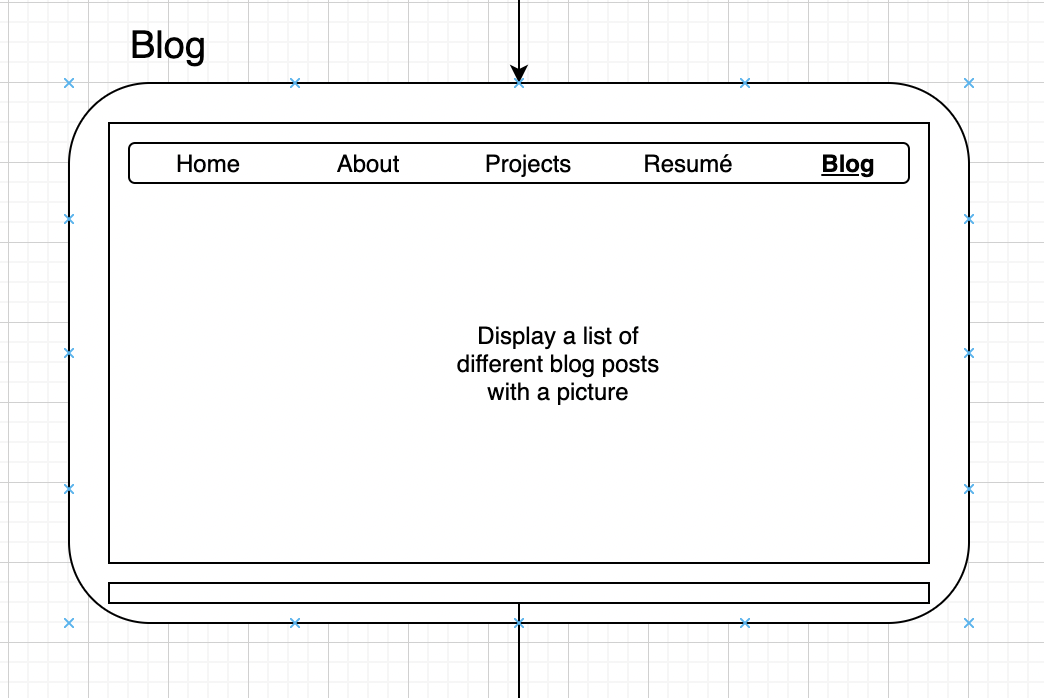 Blog
Home About Projects Resumé Blog
Display a list of
different blog posts
with a picture